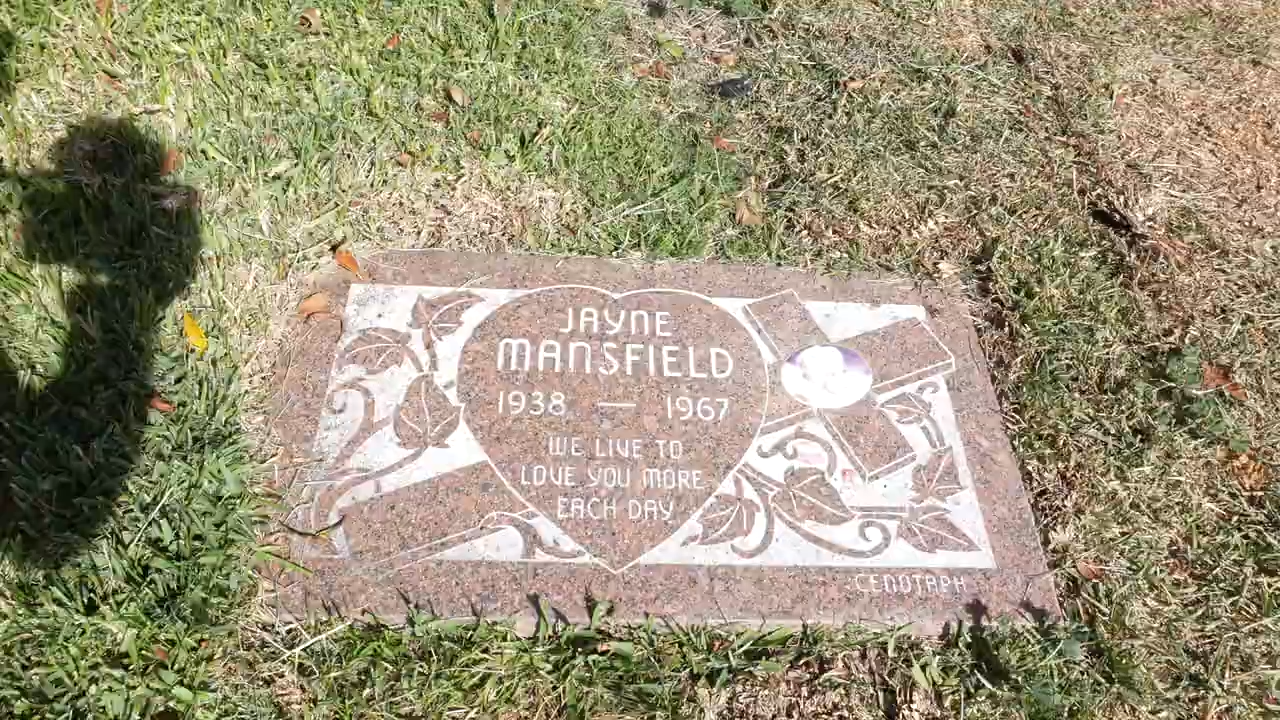 JAYNE
MANSFIELD
1938 — 1967
WE LIVE TO
LOVE YOU MORE
EACH DAY
CENOTAPH